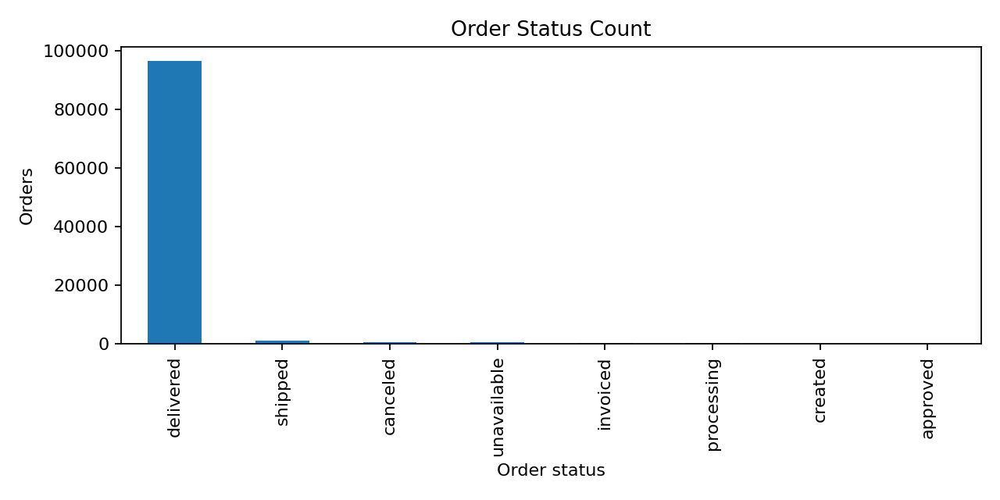 Order Status Count
Orders
100000
80000
60000
40000
20000
0
delivered
shipped
canceled
unavailable
invoiced
processing
created
approved
Order status